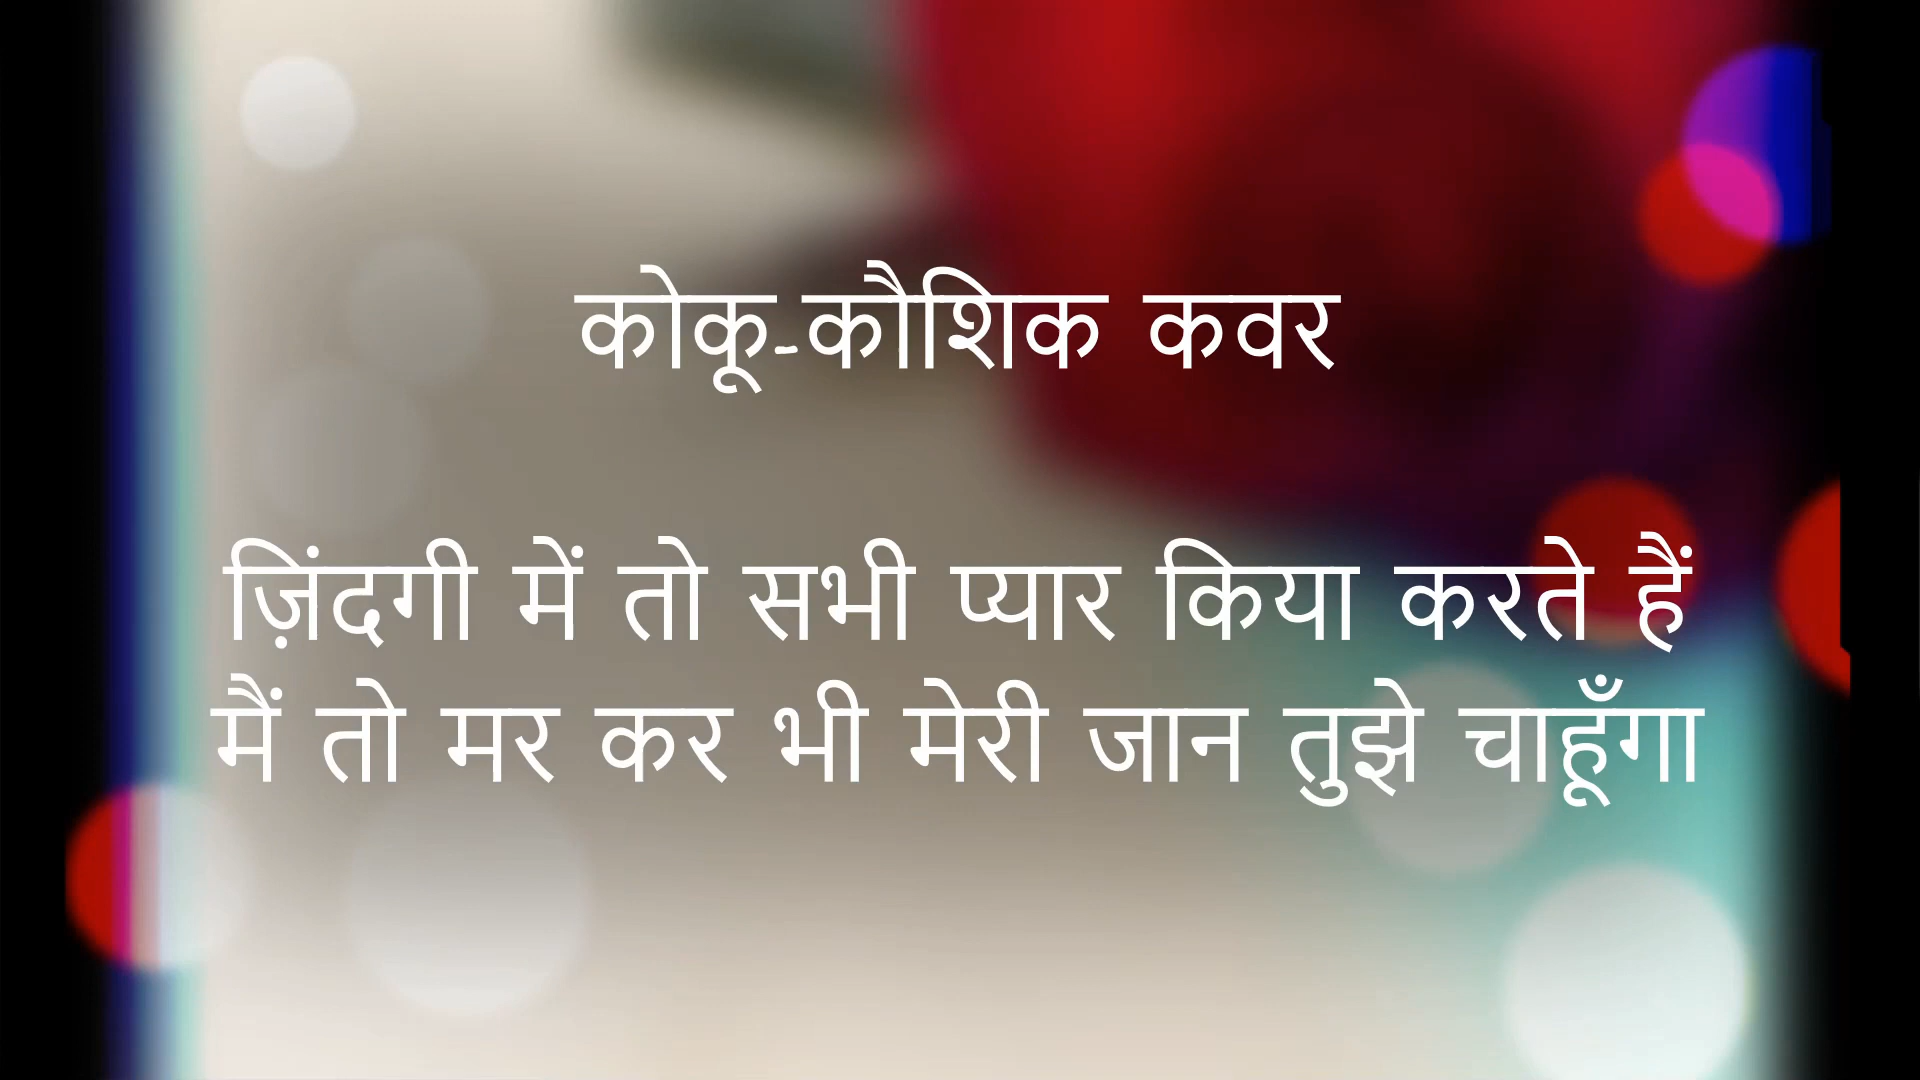 कोकू-कौशिक कवर
ज़िंदगी में तो सभी प्यार किया करते हैं
मैं तो मर कर भी मेरी जान तुझे चाहूँगा